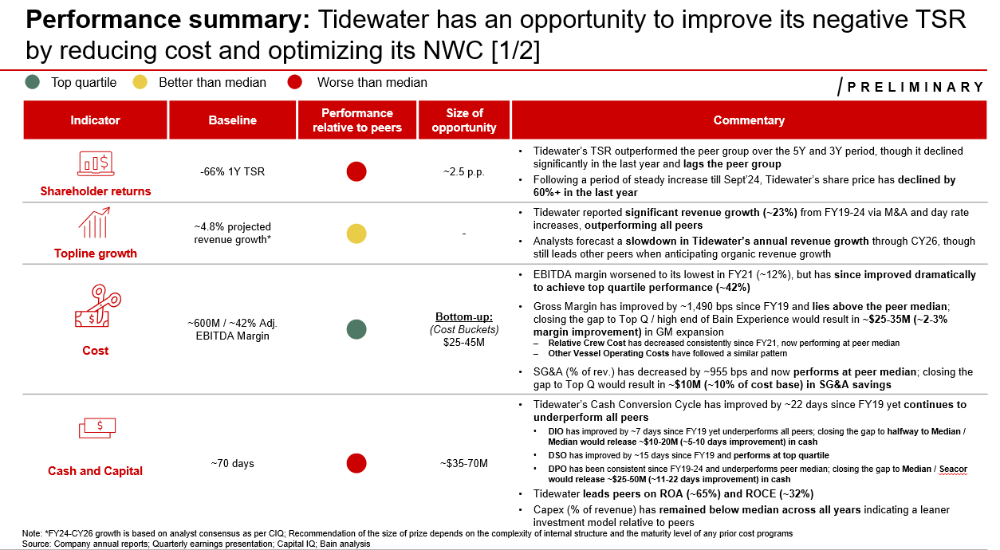 Performance summary: Tidewater has an opportunity to improve its negative TSR
by reducing cost and optimizing its NWC [1/2]
Top quartile
Better than median
Worse than median
PRELIMINARY
Indicator
Baseline
Performance
relative to peers
Size of
opportunity
Commentary
$
Shareholder returns
-66% 1Y TSR
~2.5 p.p.
• Tidewater's TSR outperformed the peer group over the 5Y and 3Y period, though it declined
significantly in the last year and lags the peer group
• Following a period of steady increase till Sept'24, Tidewater's share price has declined by
60%+ in the last year
Topline growth
~4.8% projected
revenue growth*
-
• Tidewater reported significant revenue growth (~23%) from FY19-24 via M&A and day rate
increases, outperforming all peers
• Analysts forecast a slowdown in Tidewater's annual revenue growth through CY26, though
still leads other peers when anticipating organic revenue growth
$
Cost
~600M / ~42% Adj.
EBITDA Margin
Bottom-up:
(Cost Buckets)
$25-45M
• EBITDA margin worsened to its lowest in FY21 (~12%), but has since improved dramatically
to achieve top quartile performance (~42%)
• Gross Margin has improved by ~1,490 bps since FY19 and lies above the peer median;
closing the gap to Top Q / high end of Bain Experience would result in ~$25-35M (~2-3%
margin improvement) in GM expansion
– Relative Crew Cost has decreased consistently since FY21, now performing at peer median
– Other Vessel Operating Costs have followed a similar pattern
• SG&A (% of rev.) has decreased by ~955 bps and now performs at peer median; closing the
gap to Top Q would result in ~$10M (~10% of cost base) in SG&A savings
$
Cash and Capital
~70 days
~$35-70M
• Tidewater's Cash Conversion Cycle has improved by ~22 days since FY19 yet continues to
underperform all peers
• DIO has improved by ~7 days since FY19 yet underperforms all peers; closing the gap to halfway to Median /
Median would release ~$10-20M (~5-10 days improvement) in cash
• DSO has improved by ~15 days since FY19 and performs at top quartile
• DPO has been consistent since FY19-24 and underperforms peer median; closing the gap to Median / Seacor
would release ~$25-50M (~11-22 days improvement) in cash
• Tidewater leads peers on ROA (~65%) and ROCE (~32%)
• Capex (% of revenue) has remained below median across all years indicating a leaner
investment model relative to peers
Note: *FY24-CY26 growth is based on analyst consensus as per CIQ; Recommendation of the size of prize depends on the complexity of internal structure and the maturity level of any prior cost programs
Source: Company annual reports; Quarterly earnings presentation; Capital IQ; Bain analysis